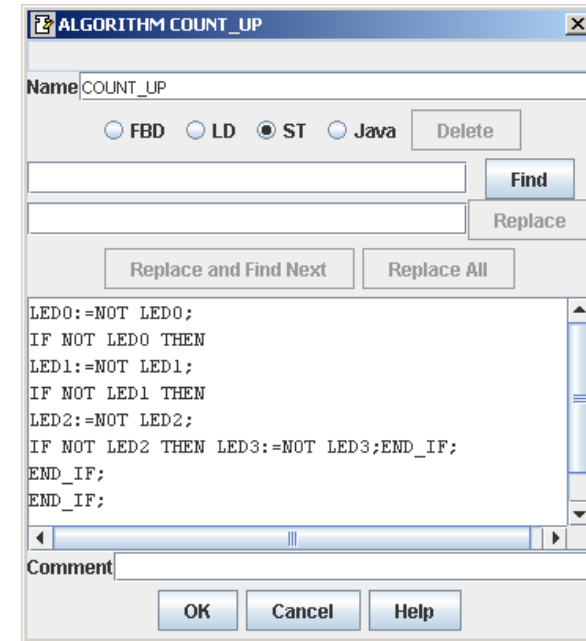 ALGORITHM COUNT_UP
Name COUNT_UP
FBD LD ST Java Delete
Find
Replace
Replace and Find Next Replace All
LED0:=NOT LED0;
IF NOT LED0 THEN
LED1:=NOT LED1;
IF NOT LED1 THEN
LED2:=NOT LED2;
IF NOT LED2 THEN LED3:=NOT LED3;END_IF;
END_IF;
END_IF;
Comment
OK Cancel Help